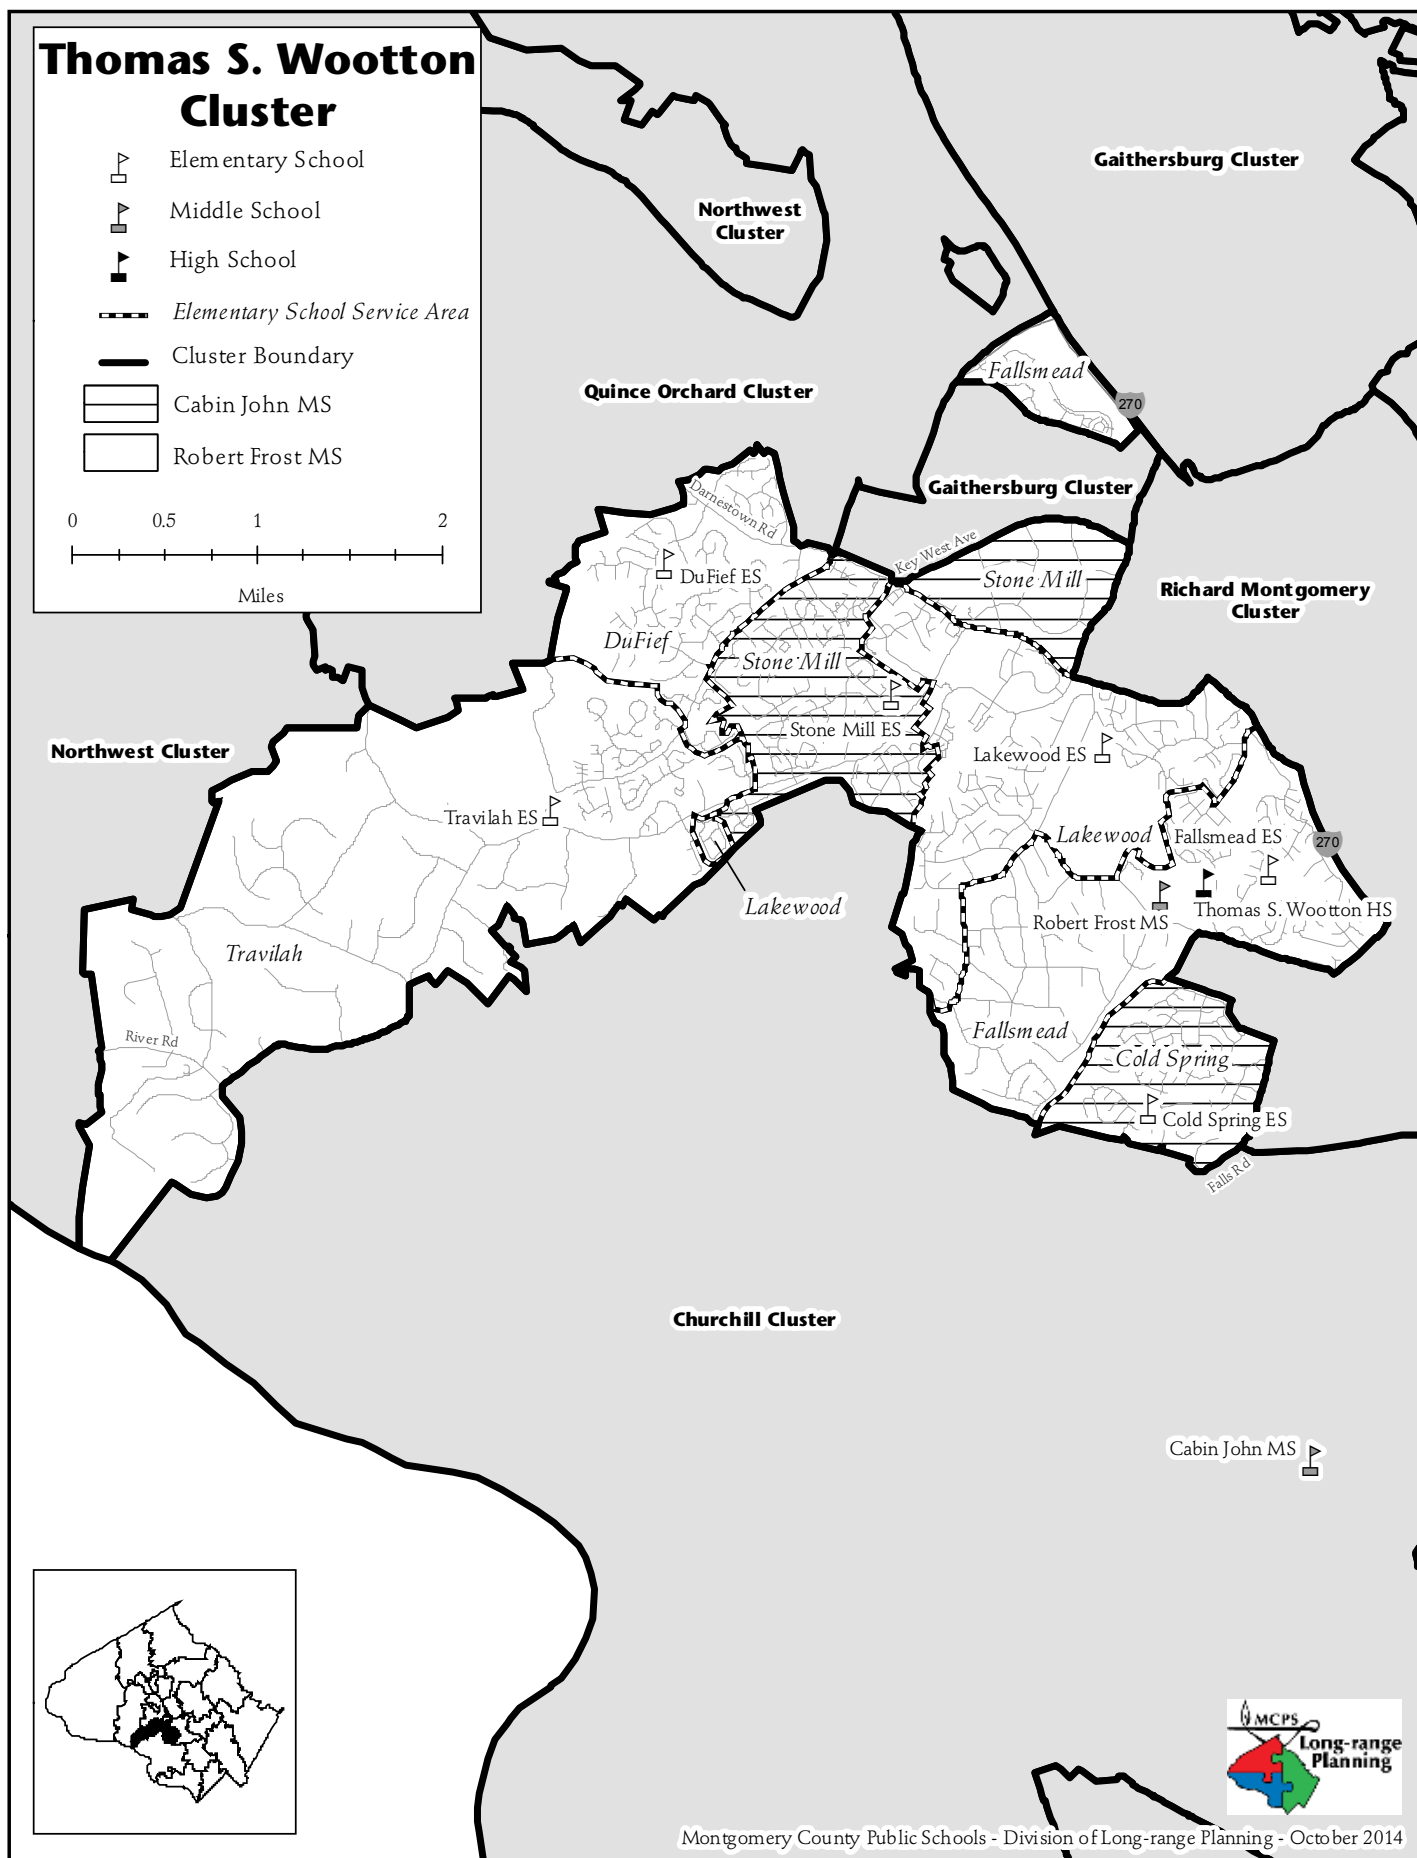 Thomas S. Wootton
Cluster
Elementary School
Middle School
High School
Elementary School Service Area
Cluster Boundary
Cabin John MS
Robert Frost MS
0 0.5 1 2
Miles
Gaithersburg Cluster
Northwest
Cluster
Quince Orchard Cluster
Fallsmead
270
Gaithersburg Cluster
Darnestown Rd
Key West Ave
DuFief ES
Stone Mill
Richard Montgomery
Cluster
DuFief
Stone Mill
Stone Mill ES
Northwest Cluster
Lakewood ES
Travilah ES
Lakewood
Fallsmead ES
270
Lakewood
Robert Frost MS
Thomas S. Wootton HS
Travilah
River Rd
Fallsmead
Cold Spring
Cold Spring ES
Falls Rd
Churchill Cluster
Cabin John MS
MCPS
Long-range
Planning
Montgomery County Public Schools - Division of Long-range Planning - October 2014